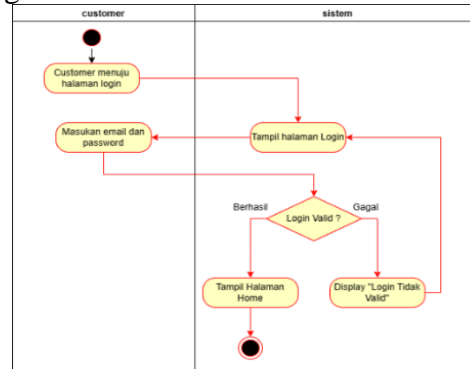 customer
sistem
Customer menuju
halaman login
Masukan email dan
password
Tampil halaman Login
Berhasil
Login Valid ?
Gagal
Tampil Halaman
Home
Display "Login Tidak
Valid"